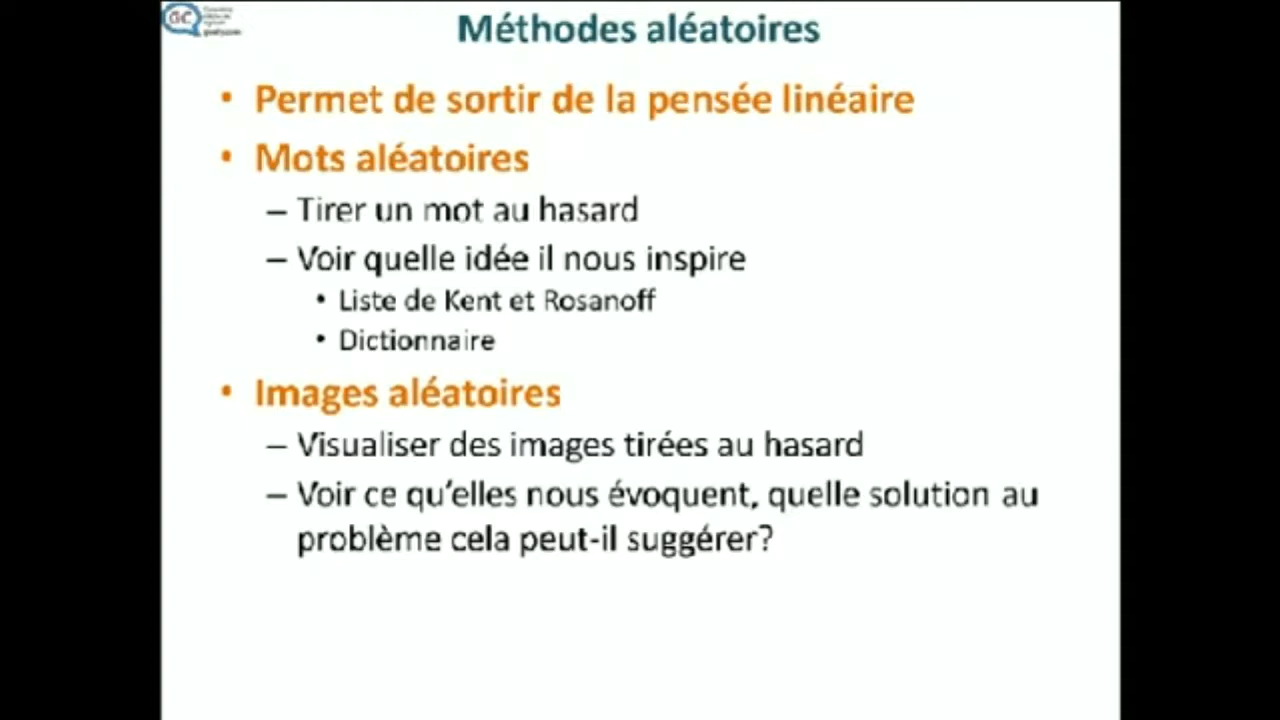 GC
Méthodes aléatoires
• Permet de sortir de la pensée linéaire
• Mots aléatoires
– Tirer un mot au hasard
– Voir quelle idée il nous inspire
• Liste de Kent et Rosanoff
• Dictionnaire
• Images aléatoires
– Visualiser des images tirées au hasard
– Voir ce qu'elles nous évoquent, quelle solution au
problème cela peut-il suggérer?